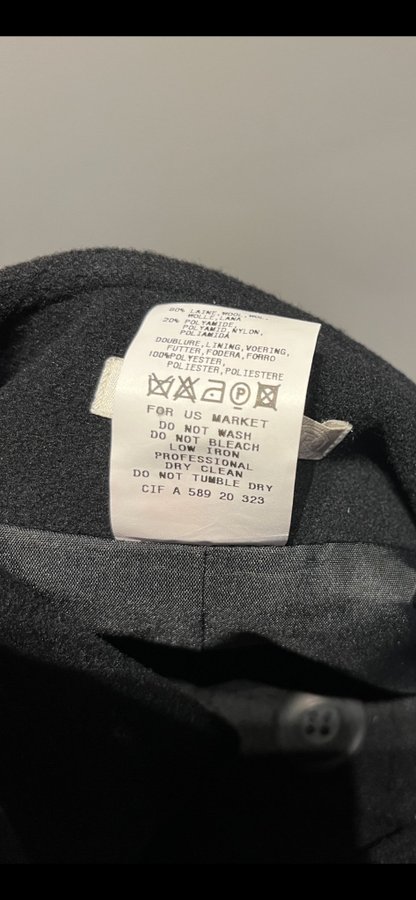 80% LAINE,WOOL,WOL,
WOLLE,LANA
20% POLYAMIDE,
POLYAMID,NYLON,
POLIAMIDA
DOUBLURE,LINING,VOERING,
FUTTER,FODERA,FORRO
100%POLYESTER,
POLIESTER,POLIESTERE
P
FOR US MARKET
DO NOT WASH
DO NOT BLEACH
LOW IRON
PROFESSIONAL
DRY CLEAN
DO NOT TUMBLE DRY
CIF A 589 20 323